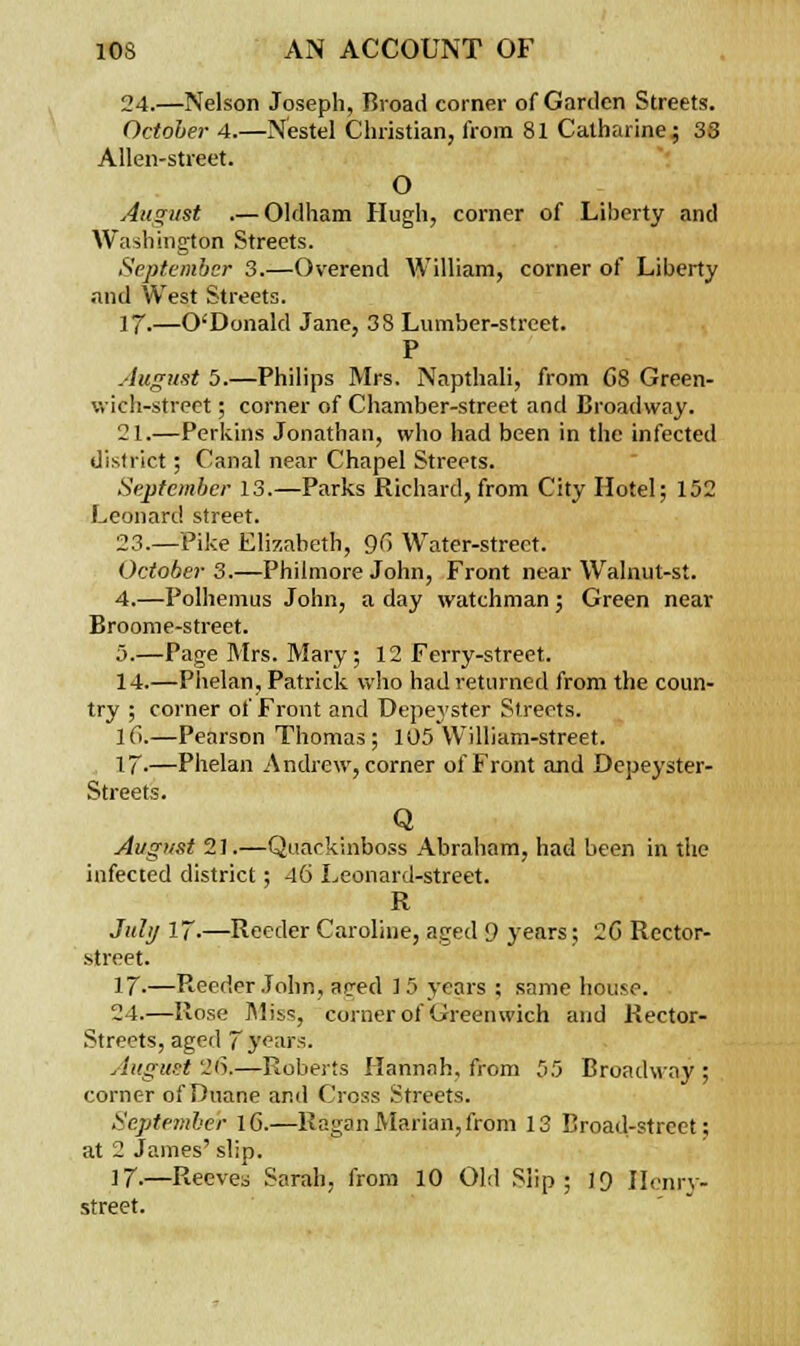 108 AN ACCOUNT OF
24.—Nelson Joseph, Broad corner of Garden Streets.
October 4.—Nestel Christian, from 81 Catharine; 33
Allen-street.
O
August .—Oldham Hugh, corner of Liberty and
Washington Streets.
September 3.—Overend William, corner of Liberty
and West Streets.
17.—O‘Donald Jane, 38 Lumber-street.
P
August 5.—Philips Mrs. Napthali, from 68 Green-
wich-street; corner of Chamber-street and Broadway.
21.—Perkins Jonathan, who had been in the infected
district; Canal near Chapel Streets.
September 13.—Parks Richard, from City Hotel; 152
Leonard street.
23.—Pike Elizabeth, 96 Water-street.
October 3.—Philmore John, Front near Walnut-st.
4.—Polhemus John, a day watchman; Green near
Broome-street.
5.—Page Mrs. Mary; 12 Ferry-street.
14.—Phelan, Patrick who had returned from the coun-
try ; corner of Front and Depeyster Streets.
16.—Pearson Thomas; 105 William-street.
17.—Phelan Andrew, corner of Front and Depeyster-
Streets.
Q
August 21.—Quackinboss Abraham, had been in the
infected district; 46 Leonard-street.
R
July 17.—Reeder Caroline, aged 9 years; 26 Rector-
street.
17.—Reeder John, aged 15 years ; same house.
24.—Rose Miss, corner of Greenwich and Rector-
Streets, aged 7 years.
August 26.—Roberts Hannah, from 55 Broadway ;
corner of Duane and Cross Streets.
September 16.—Ragan Marian, from 13 Broad-street;
at 2 James' slip.
17.—Reeves Sarah, from 10 Old Slip ; 19 Henry-
street.